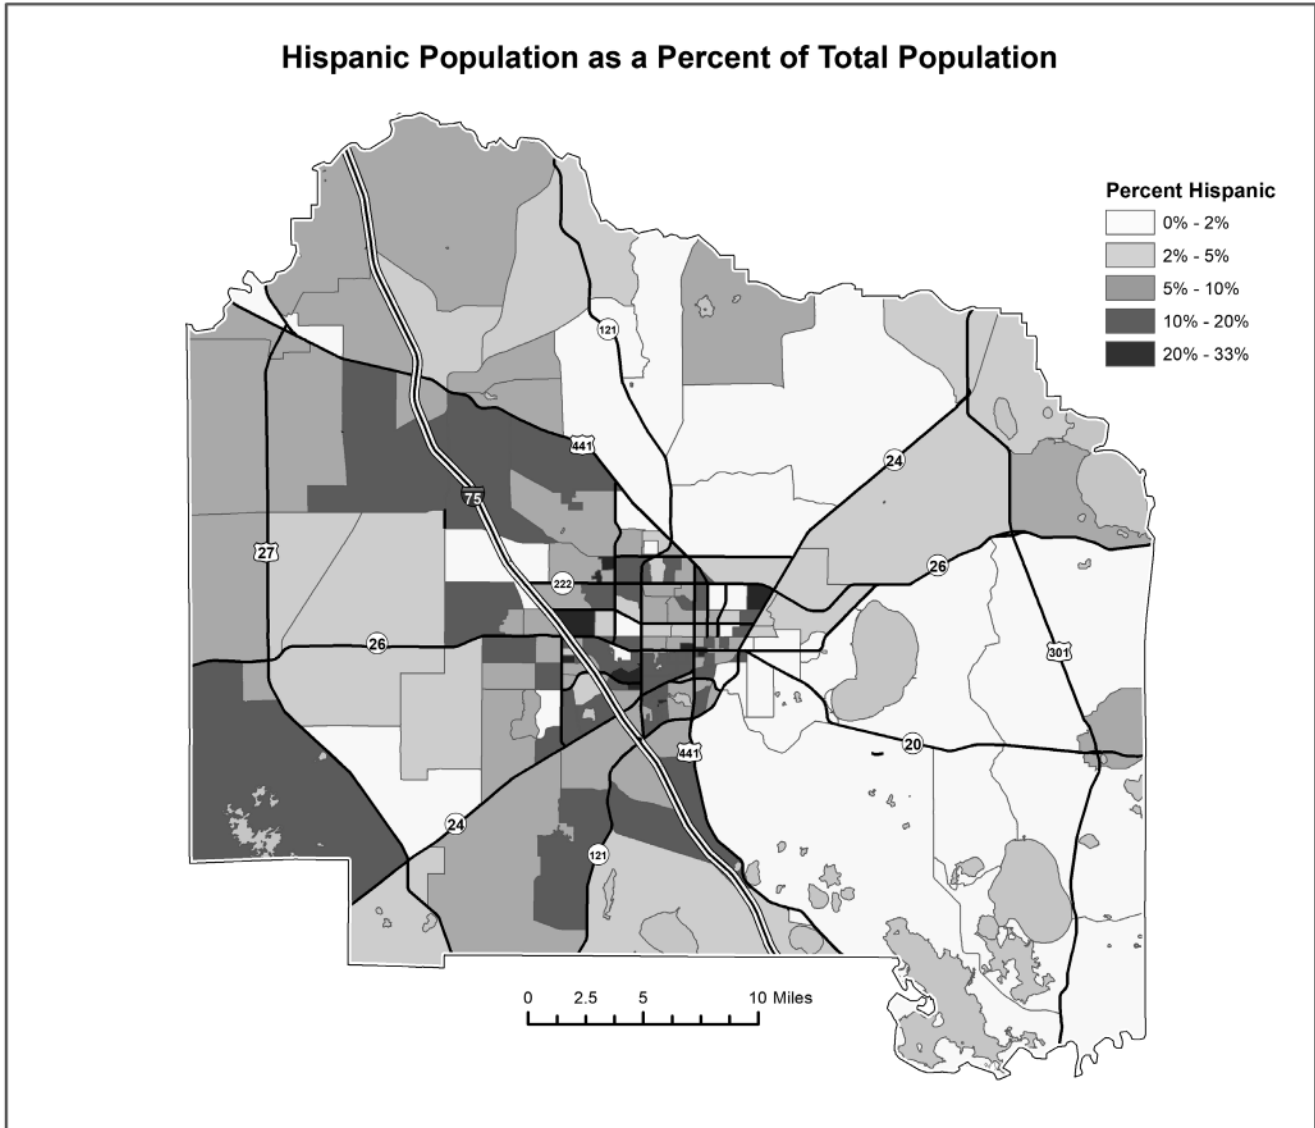 Hispanic Population as a Percent of Total Population
Percent Hispanic
0% - 2%
2% - 5%
5% - 10%
10% - 20%
20% - 33%
121
441
24
75
27
222
26
26
301
441
20
24
121
0 2.5 5 10 Miles